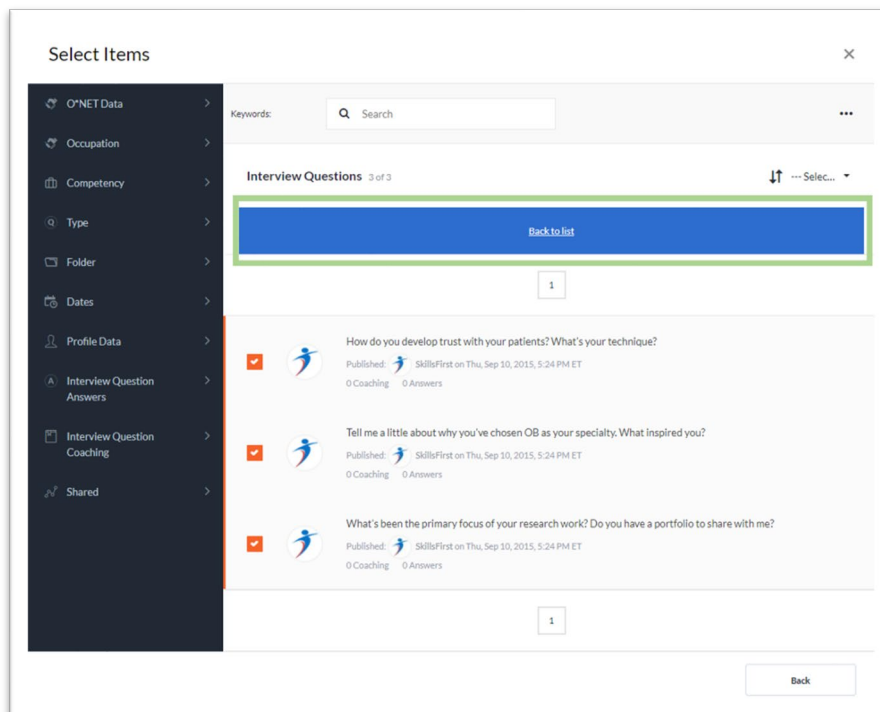 Select Items
×
O*NET Data
Occupation
Competency
Type
Folder
Dates
Profile Data
Interview Question
Answers
Interview Question
Coaching
Shared
Keywords:
Search
•••
Interview Questions 3 of 3
--- Selec...
Back to list
1
How do you develop trust with your patients? What's your technique?
Published: SkillsFirst on Thu, Sep 10, 2015, 5:24 PM ET
0 Coaching 0 Answers
Tell me a little about why you've chosen OB as your specialty. What inspired you?
Published: SkillsFirst on Thu, Sep 10, 2015, 5:24 PM ET
0 Coaching 0 Answers
What's been the primary focus of your research work? Do you have a portfolio to share with me?
Published: SkillsFirst on Thu, Sep 10, 2015, 5:24 PM ET
0 Coaching 0 Answers
1
Back